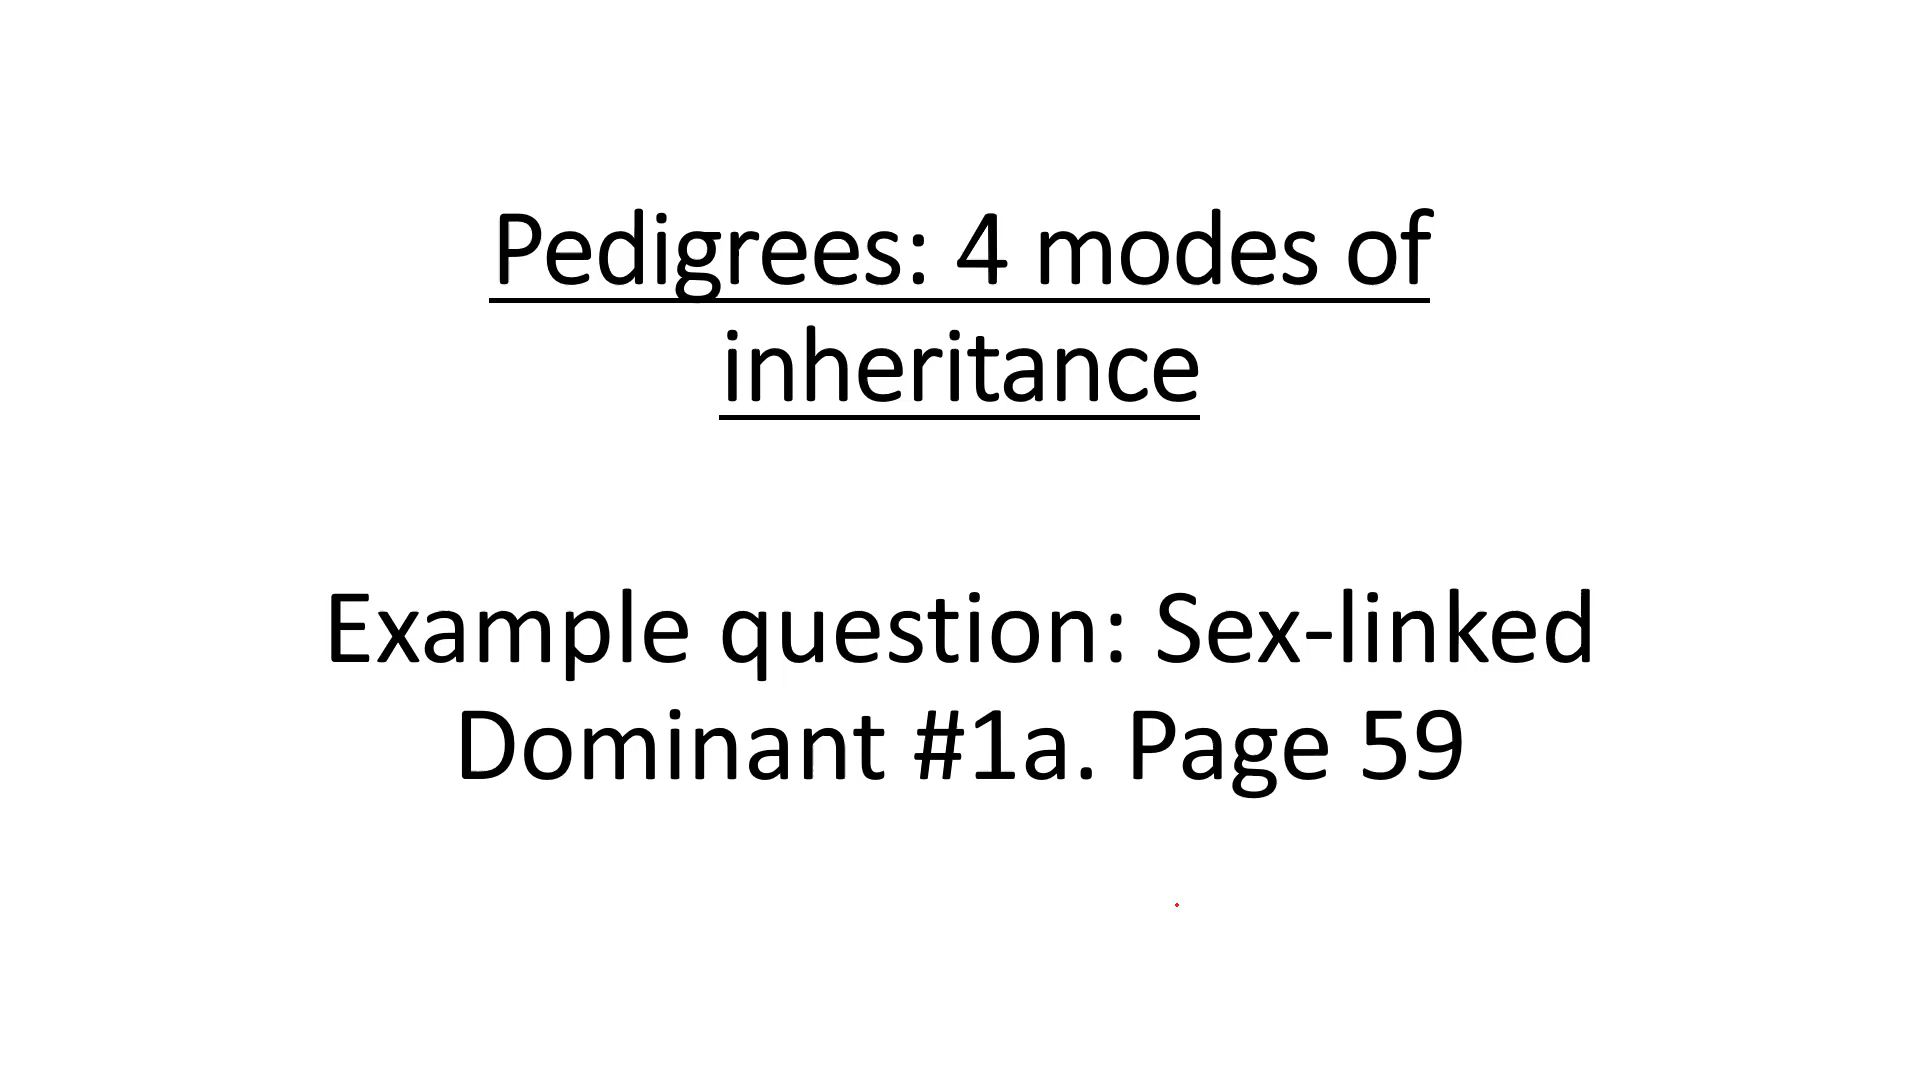 Pedigrees: 4 modes of
inheritance
Example question: Sex-linked
Dominant #1a. Page 59